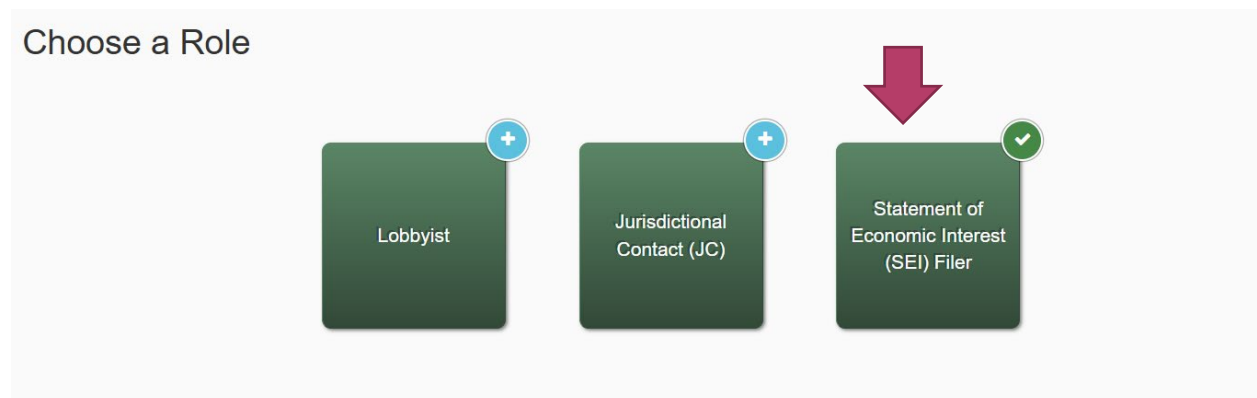 Choose a Role
Lobbyist
Jurisdictional
Contact (JC)
Statement of
Economic Interest
(SEI) Filer